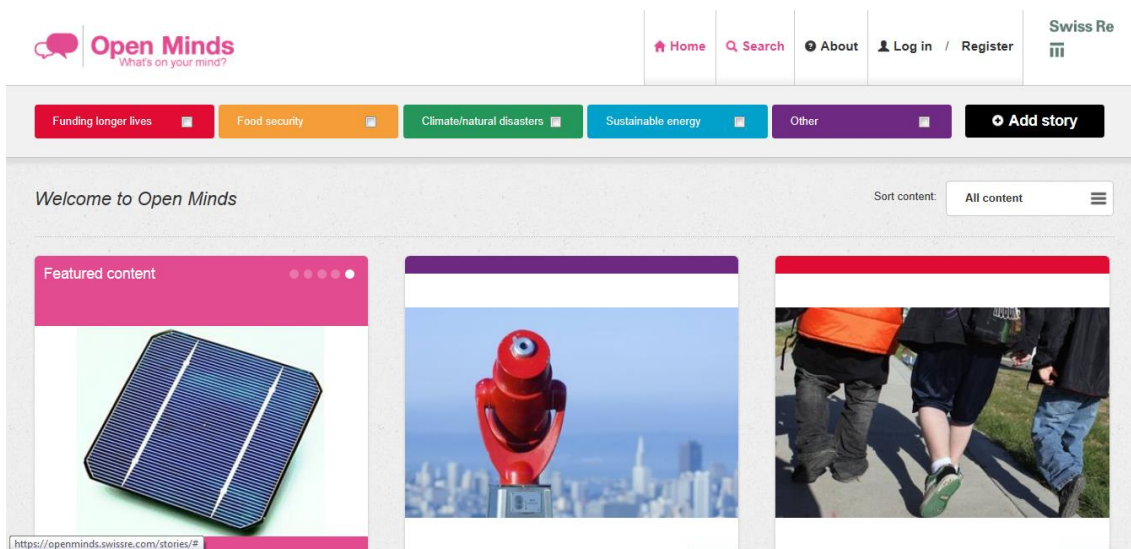 Open Minds
What's on your mind?
Home
Search
About
Log in / Register
Swiss Re
Funding longer lives
Food security
Climate/natural disasters
Sustainable energy
Other
Add story
Welcome to Open Minds
Sort content:
All content
Featured content
https://openminds.swissre.com/stories/#